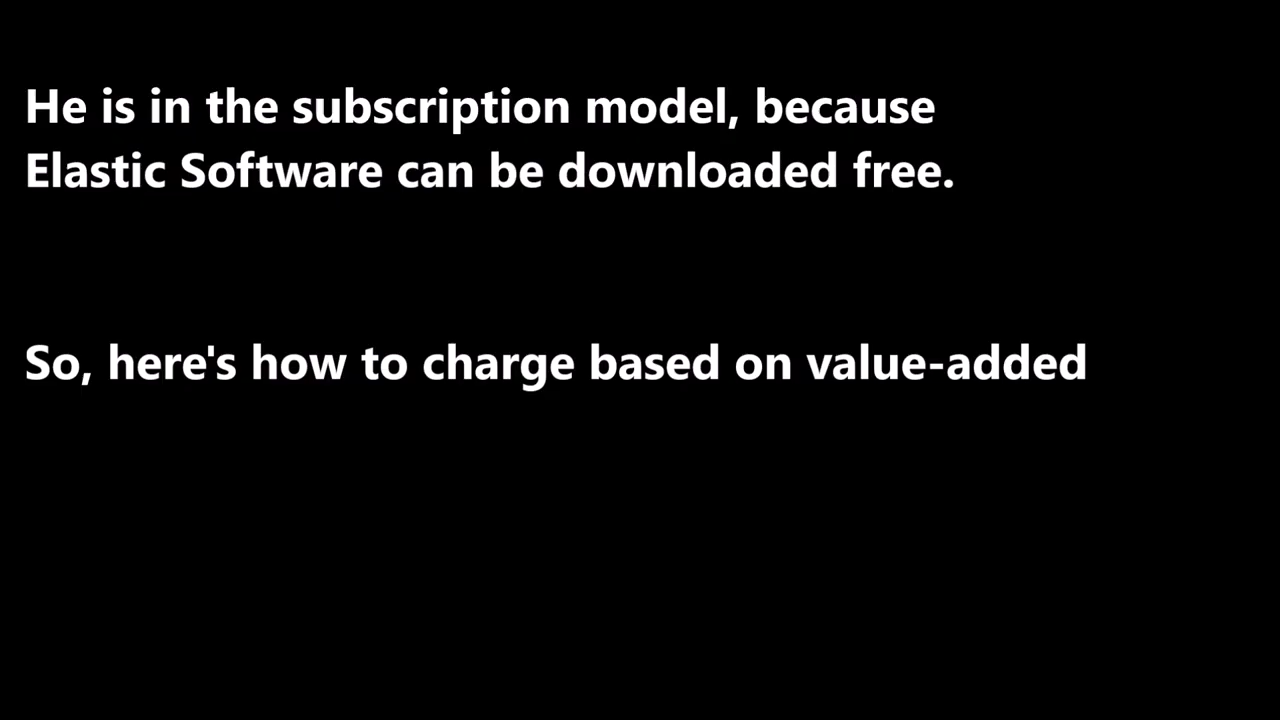 He is in the subscription model, because
Elastic Software can be downloaded free.
So, here's how to charge based on value-added